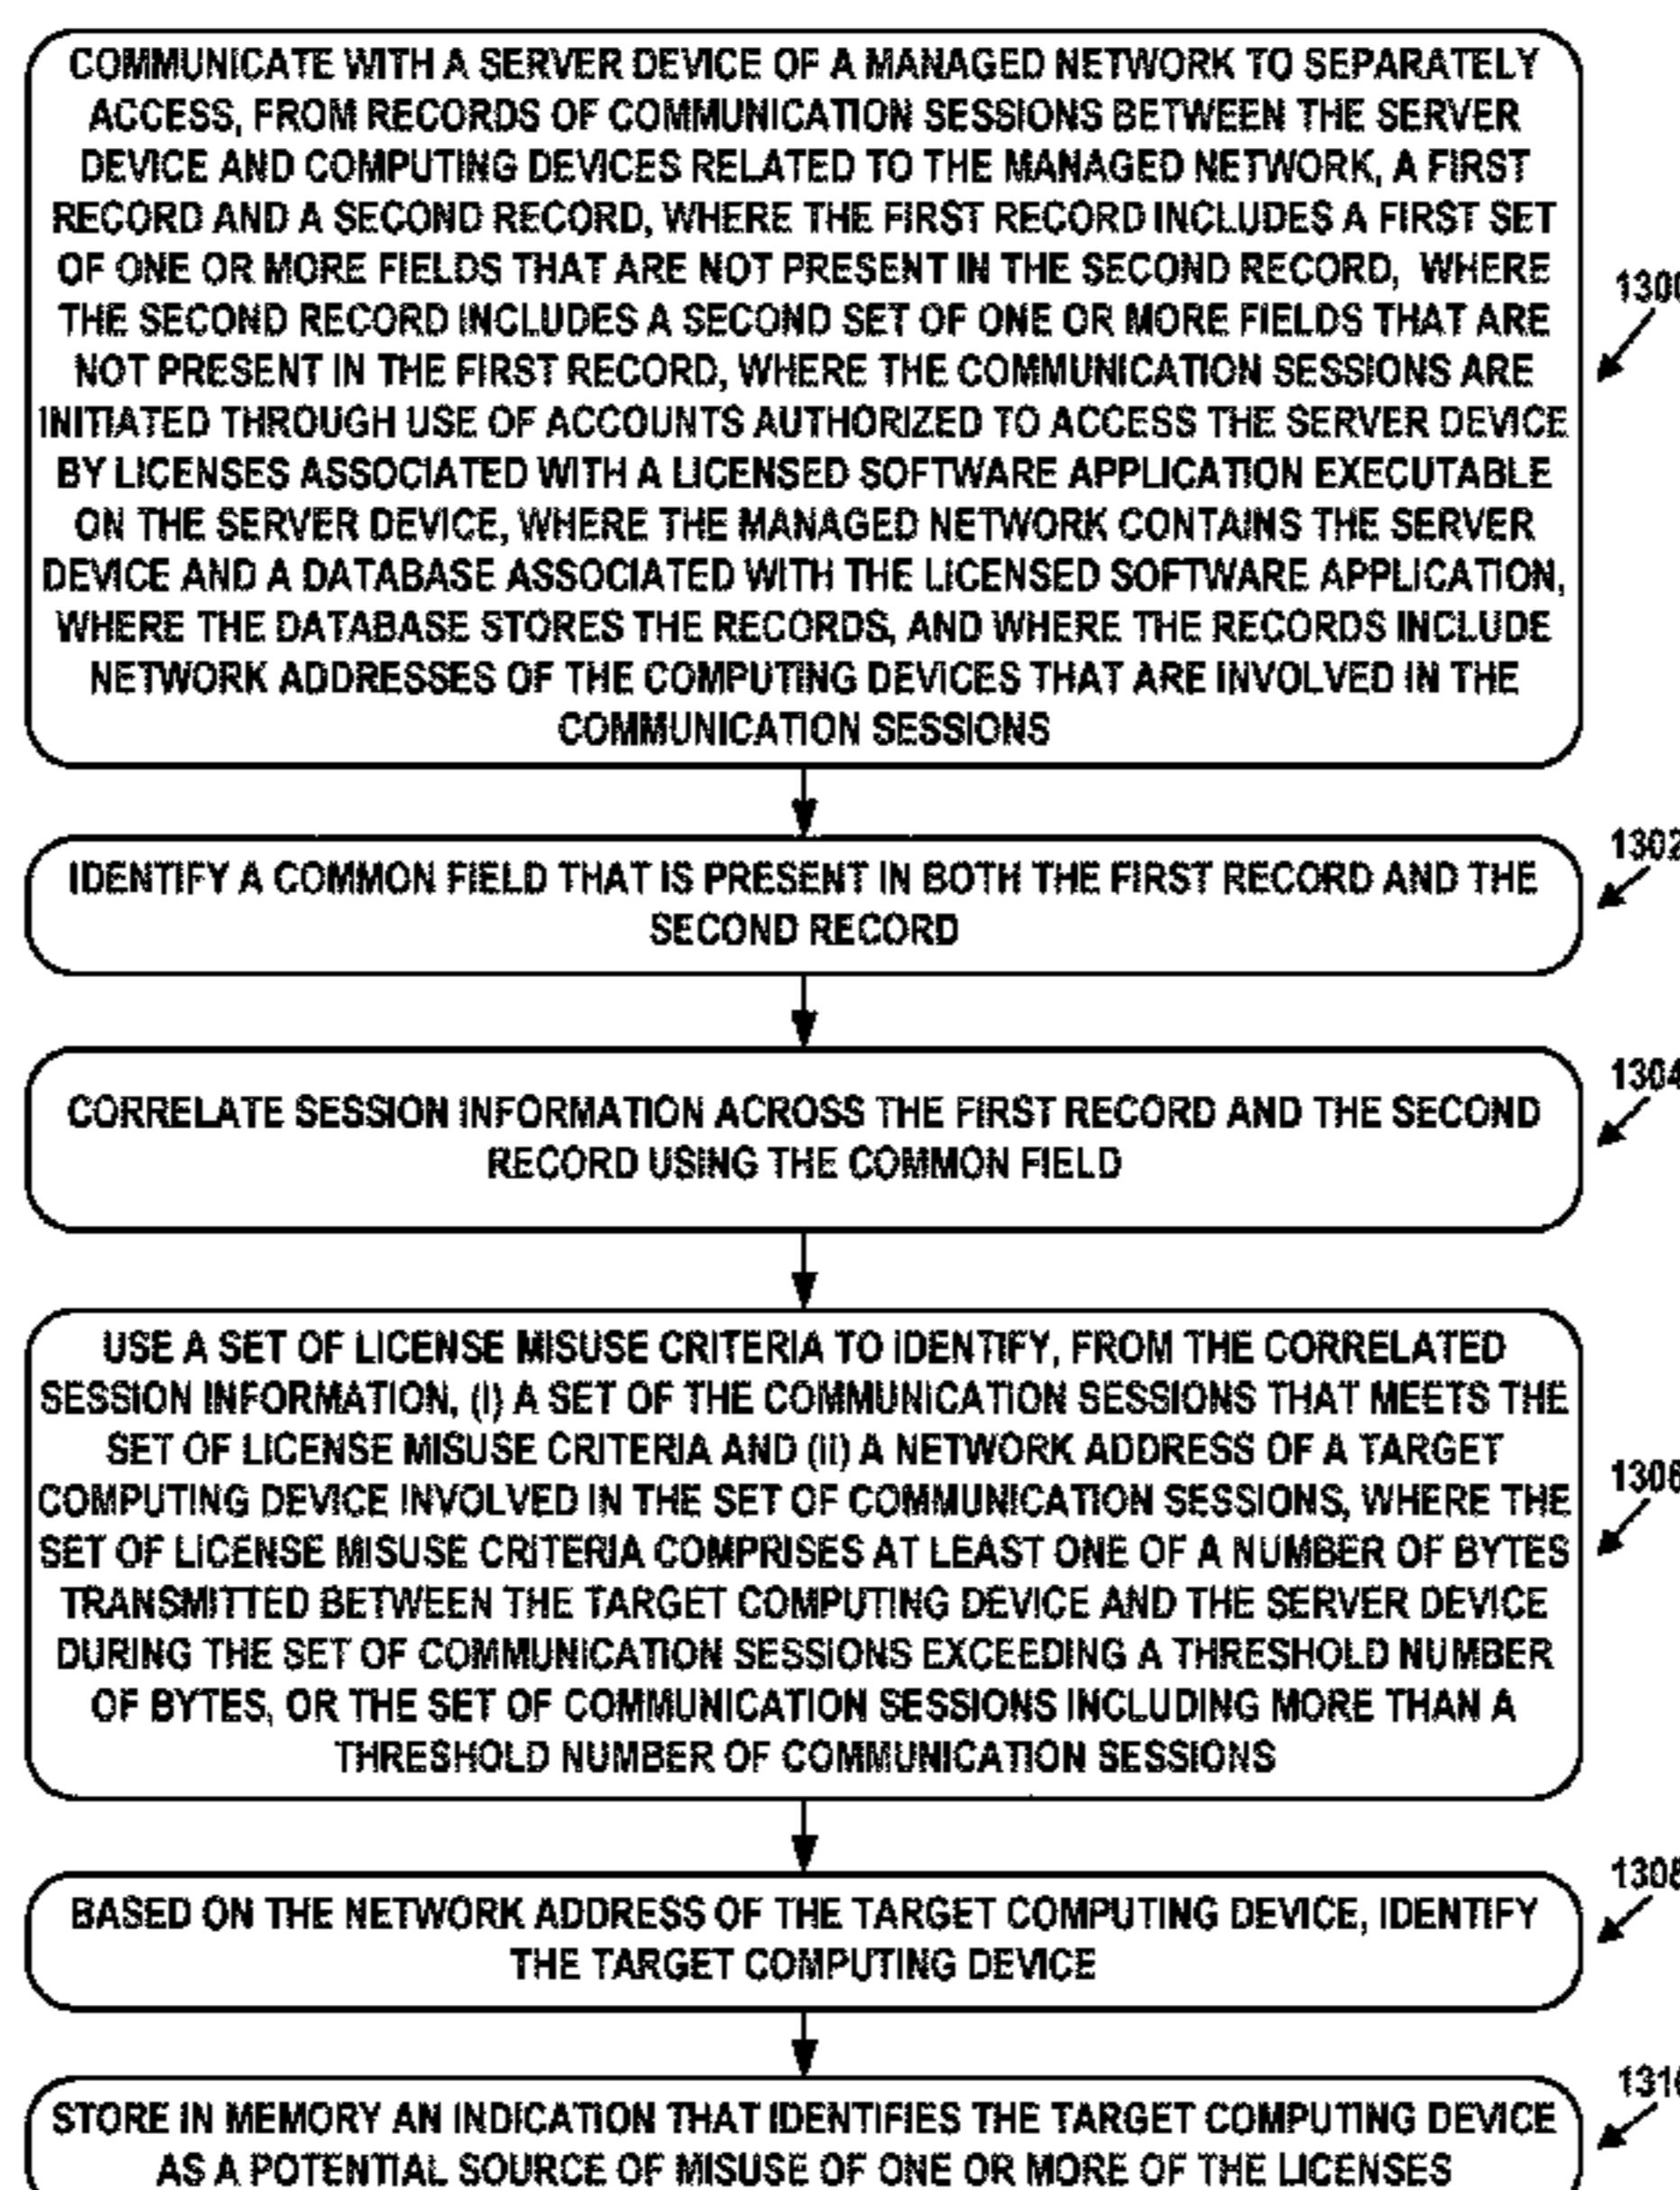 COMMUNICATE WITH A SERVER DEVICE OF A MANAGED NETWORK TO SEPARATELY
ACCESS, FROM RECORDS OF COMMUNICATION SESSIONS BETWEEN THE SERVER
DEVICE AND COMPUTING DEVICES RELATED TO THE MANAGED NETWORK, A FIRST
RECORD AND A SECOND RECORD, WHERE THE FIRST RECORD INCLUDES A FIRST SET
OF ONE OR MORE FIELDS THAT ARE NOT PRESENT IN THE SECOND RECORD, WHERE
THE SECOND RECORD INCLUDES A SECOND SET OF ONE OR MORE FIELDS THAT ARE
NOT PRESENT IN THE FIRST RECORD, WHERE THE COMMUNICATION SESSIONS ARE
INITIATED THROUGH USE OF ACCOUNTS AUTHORIZED TO ACCESS THE SERVER DEVICE
BY LICENSES ASSOCIATED WITH A LICENSED SOFTWARE APPLICATION EXECUTABLE
ON THE SERVER DEVICE, WHERE THE MANAGED NETWORK CONTAINS THE SERVER
DEVICE AND A DATABASE ASSOCIATED WITH THE LICENSED SOFTWARE APPLICATION,
WHERE THE DATABASE STORES THE RECORDS, AND WHERE THE RECORDS INCLUDE
NETWORK ADDRESSES OF THE COMPUTING DEVICES THAT ARE INVOLVED IN THE
COMMUNICATION SESSIONS
1300
IDENTIFY A COMMON FIELD THAT IS PRESENT IN BOTH THE FIRST RECORD AND THE
SECOND RECORD
1302
CORRELATE SESSION INFORMATION ACROSS THE FIRST RECORD AND THE SECOND
RECORD USING THE COMMON FIELD
1304
USE A SET OF LICENSE MISUSE CRITERIA TO IDENTIFY, FROM THE CORRELATED
SESSION INFORMATION, (I) A SET OF THE COMMUNICATION SESSIONS THAT MEETS THE
SET OF LICENSE MISUSE CRITERIA AND (II) A NETWORK ADDRESS OF A TARGET
COMPUTING DEVICE INVOLVED IN THE SET OF COMMUNICATION SESSIONS, WHERE THE
SET OF LICENSE MISUSE CRITERIA COMPRISES AT LEAST ONE OF A NUMBER OF BYTES
TRANSMITTED BETWEEN THE TARGET COMPUTING DEVICE AND THE SERVER DEVICE
DURING THE SET OF COMMUNICATION SESSIONS EXCEEDING A THRESHOLD NUMBER
OF BYTES, OR THE SET OF COMMUNICATION SESSIONS INCLUDING MORE THAN A
THRESHOLD NUMBER OF COMMUNICATION SESSIONS
1306
BASED ON THE NETWORK ADDRESS OF THE TARGET COMPUTING DEVICE, IDENTIFY
THE TARGET COMPUTING DEVICE
1308
STORE IN MEMORY AN INDICATION THAT IDENTIFIES THE TARGET COMPUTING DEVICE
AS A POTENTIAL SOURCE OF MISUSE OF ONE OR MORE OF THE LICENSES
1310